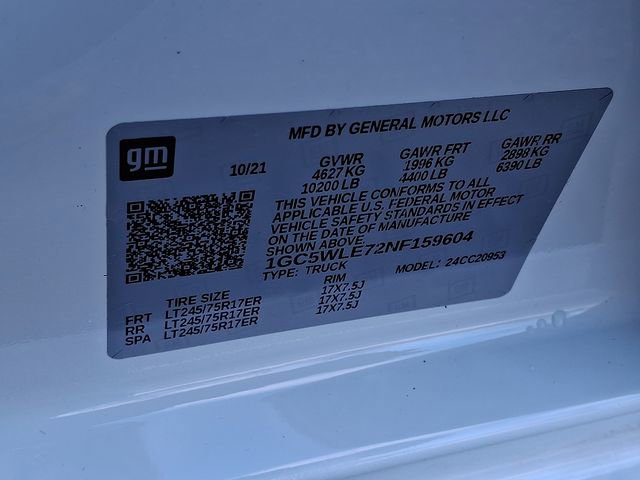 MFD BY GENERAL MOTORS LLC
gm
10/21
GVWR GAWR FRT GAWR RR
4627 KG 1996 KG 2898 KG
10200 LB 4400 LB 6390 LB
THIS VEHICLE CONFORMS TO ALL
APPLICABLE U.S. FEDERAL MOTOR
VEHICLE SAFETY STANDARDS IN EFFECT
ON THE DATE OF MANUFACTURE
SHOWN ABOVE.
1GC5WLE72NF159604
TYPE: TRUCK MODEL: 24CC20953
TIRE SIZE RIM
FRT LT245/75R17ER 17X7.5J
RR LT245/75R17ER 17X7.5J
SPA LT245/75R17ER 17X7.5J